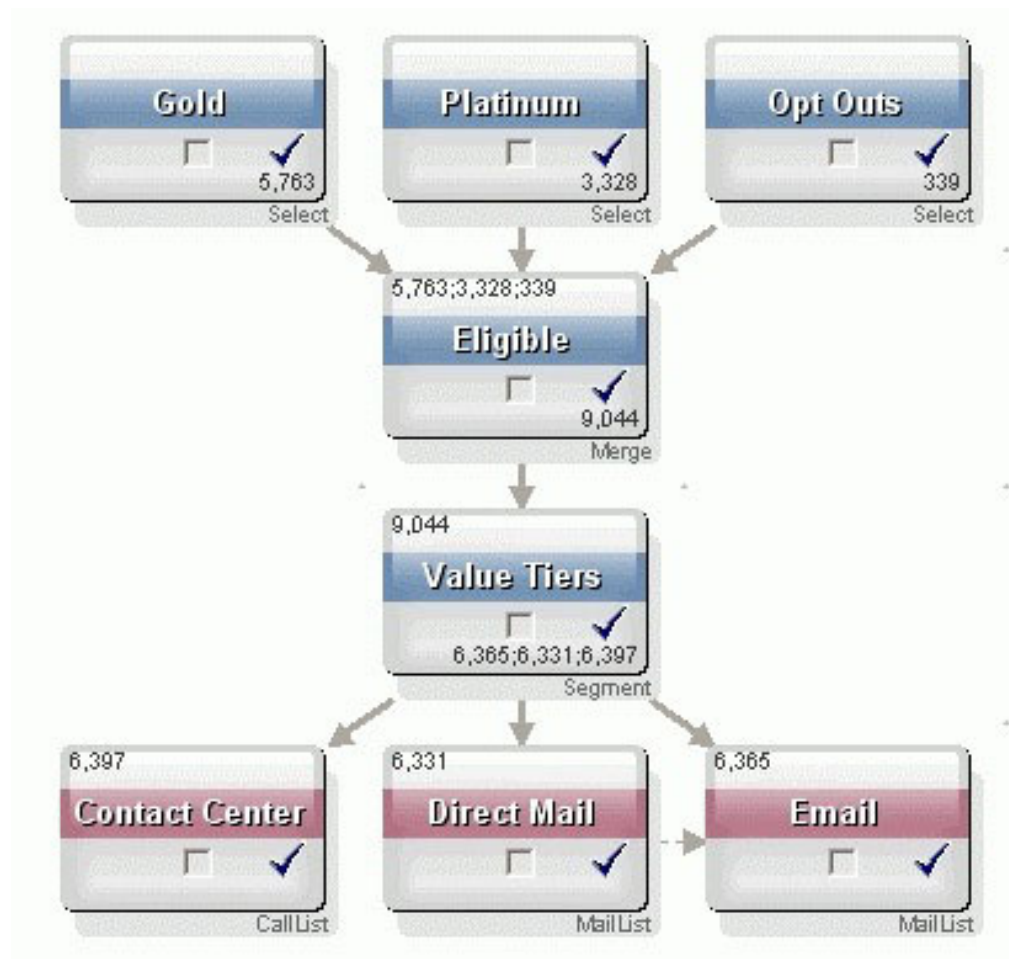 Gold
5,763
Select
Platinum
3,328
Select
Opt Outs
339
Select
5,763;3,328;339
Eligible
9,044
Merge
9,044
Value Tiers
6,365;6,331;6,397
Segment
6,397
Contact Center
CallList
6,331
Direct Mail
MailList
6,365
Email
MailList